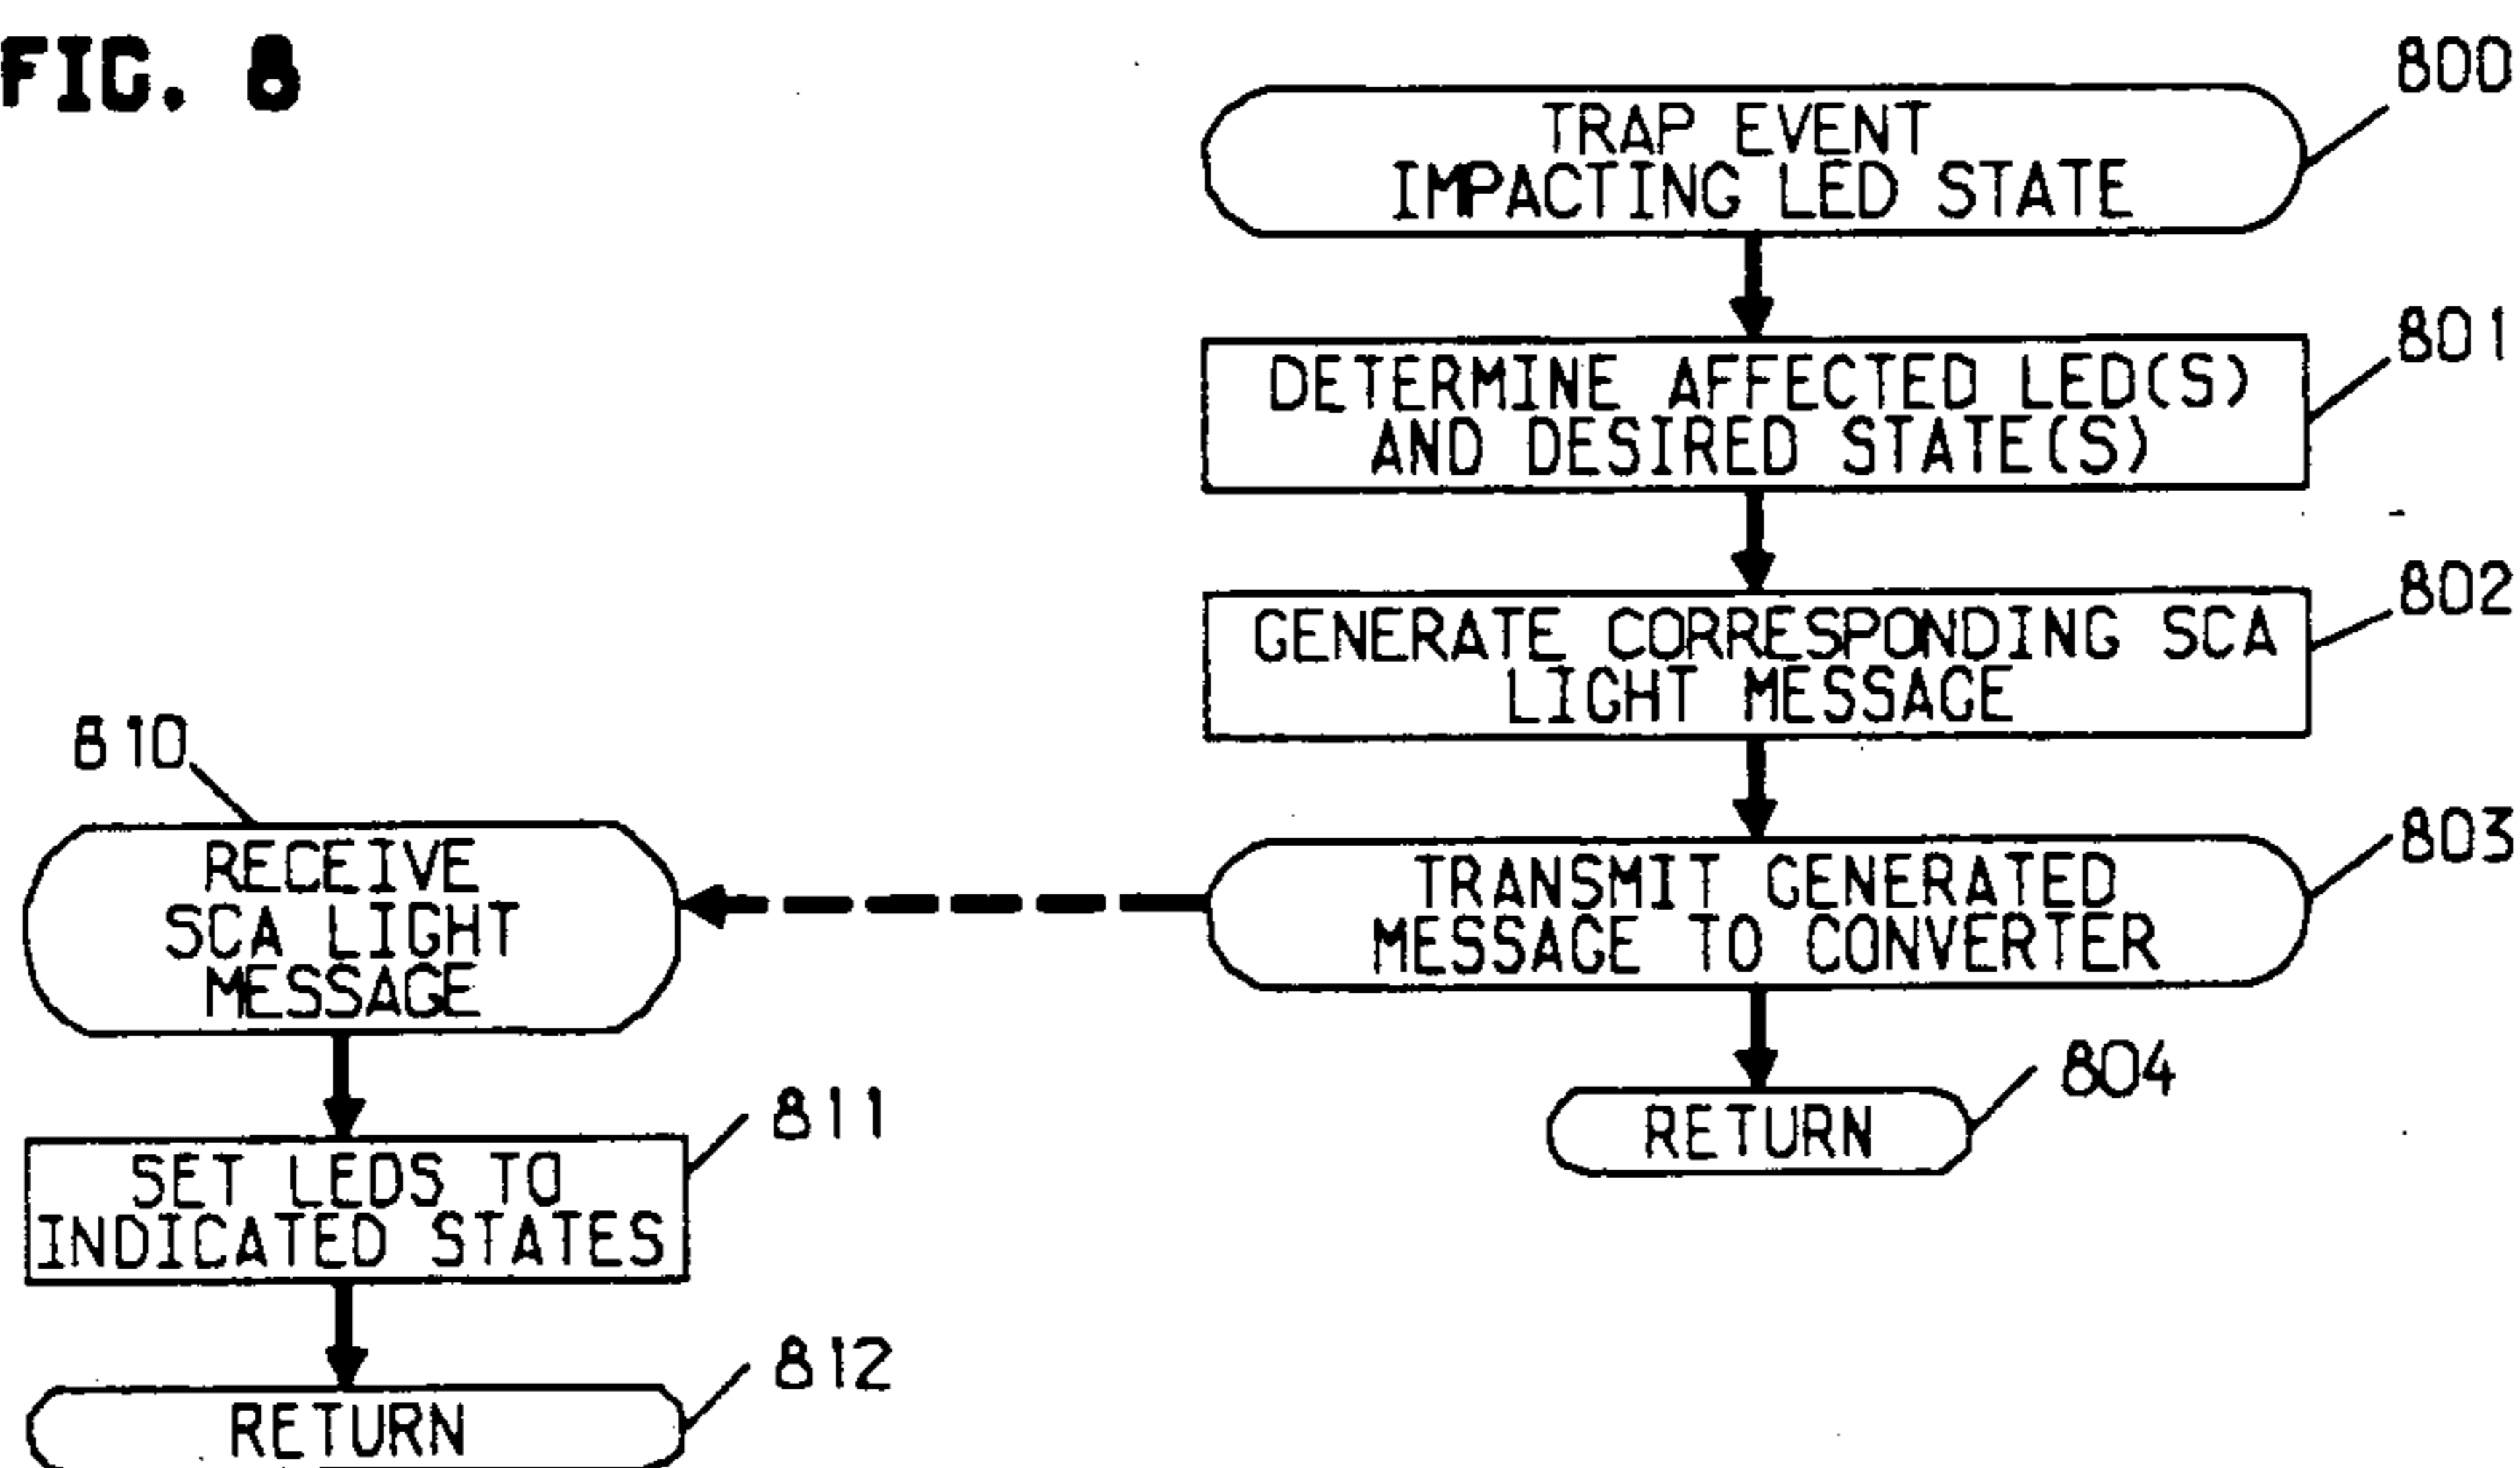 FIG. 8
800
TRAP EVENT
IMPACTING LED STATE
801
DETERMINE AFFECTED LED(S)
AND DESIRED STATE(S)
802
GENERATE CORRESPONDING SCA
LIGHT MESSAGE
803
TRANSMIT GENERATED
MESSAGE TO CONVERTER
804
RETURN
810
RECEIVE
SCA LIGHT
MESSAGE
811
SET LEDS TO
INDICATED STATES
812
RETURN